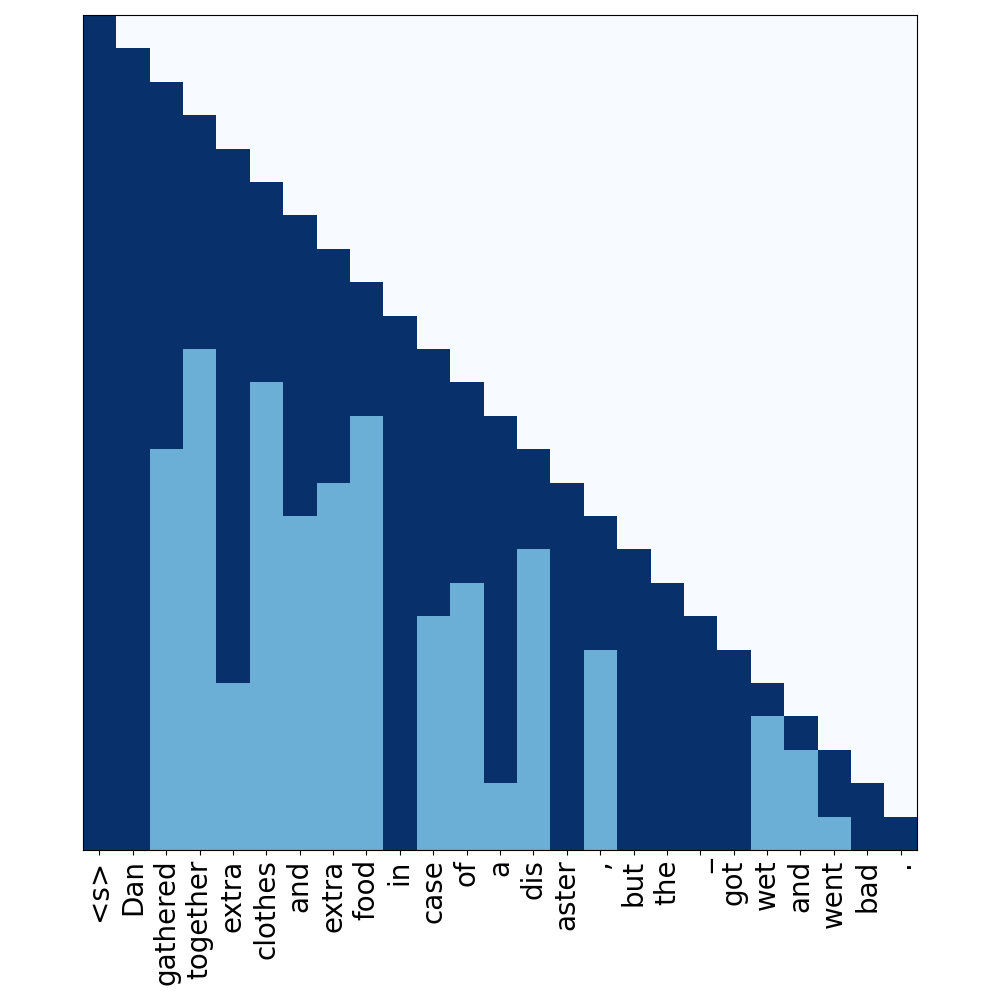 <s>
Dan
gathered
together
extra
clothes
and
extra
food
in
case
of
a
dis
aster
,
but
the
_
got
wet
and
went
bad
.